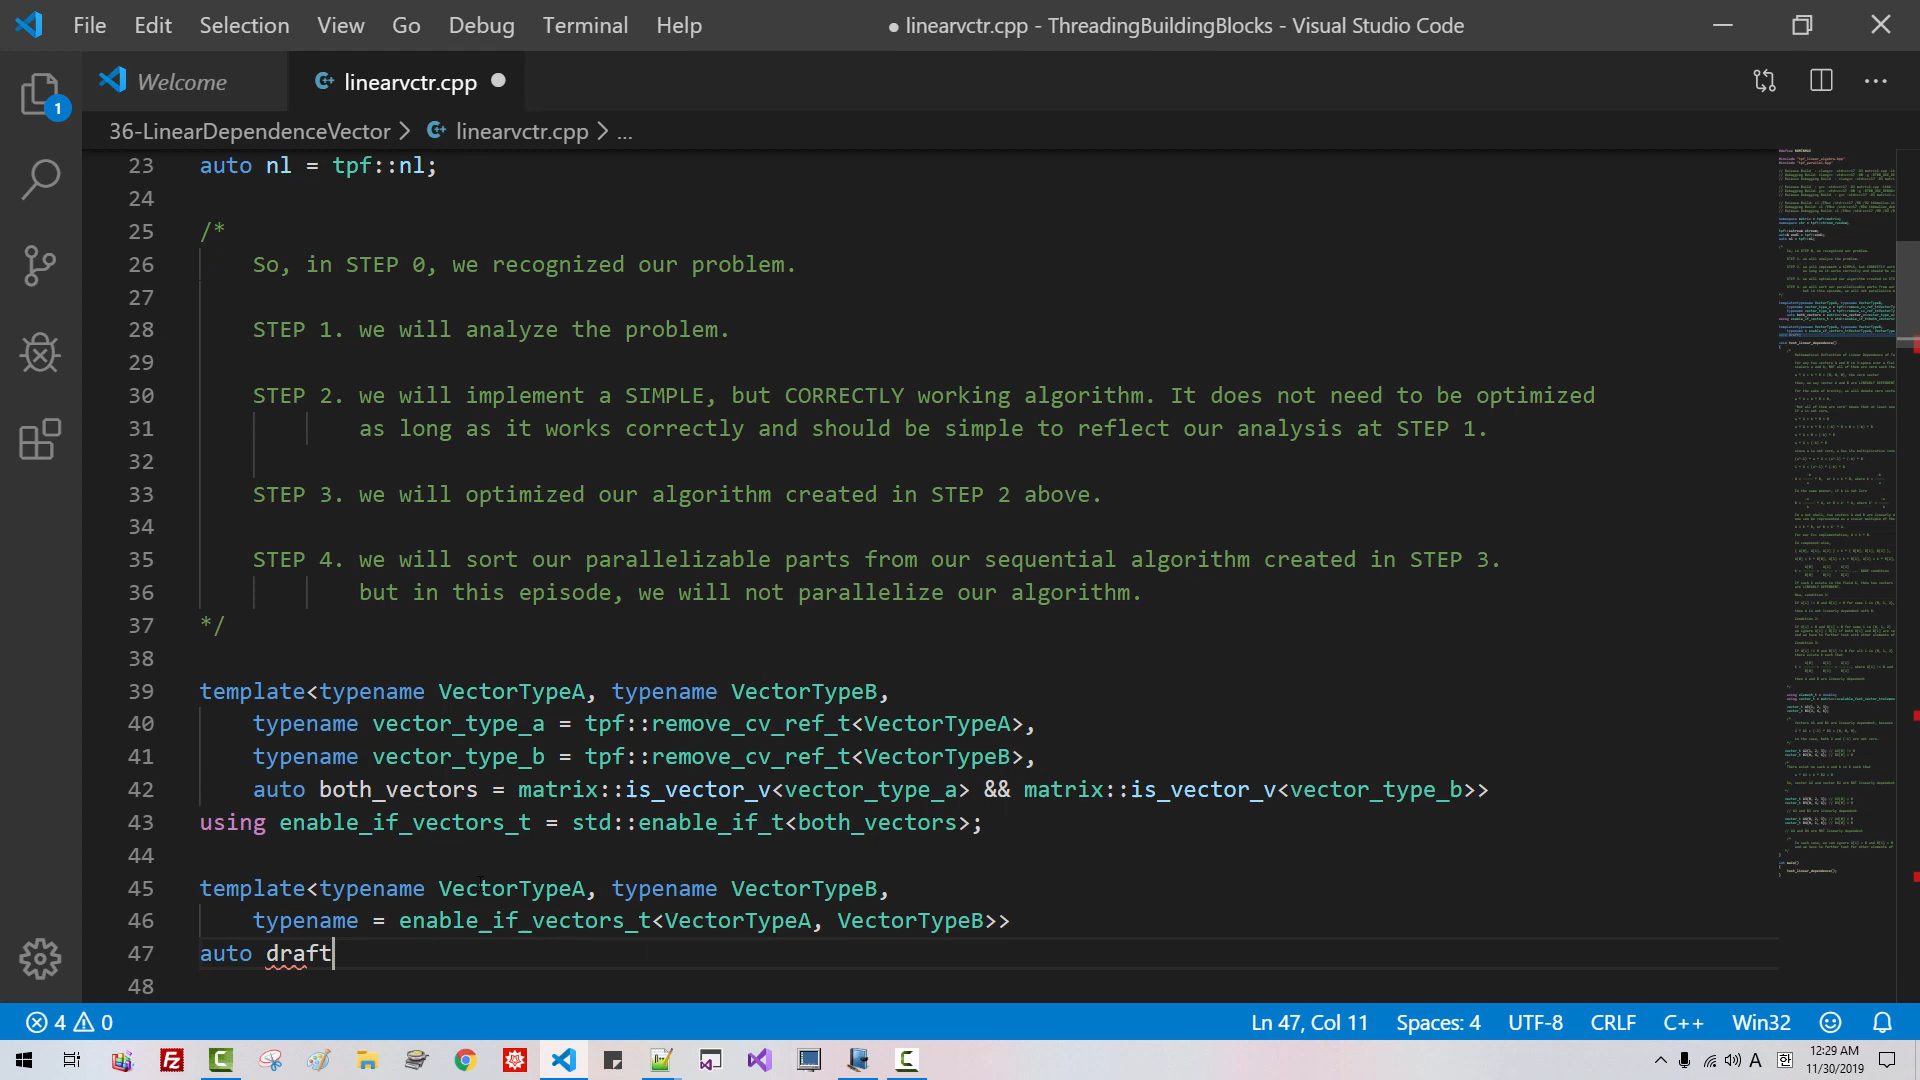 File Edit Selection View Go Debug Terminal Help ● linearvctr.cpp - ThreadingBuildingBlocks - Visual Studio Code
Welcome linearvctr.cpp
36-LinearDependenceVector > linearvctr.cpp > ...
1
23 auto nl = tpf::nl;
24
25 /*
26 So, in STEP 0, we recognized our problem.
27
28 STEP 1. we will analyze the problem.
29
30 STEP 2. we will implement a SIMPLE, but CORRECTLY working algorithm. It does not need to be optimized
31 as long as it works correctly and should be simple to reflect our analysis at STEP 1.
32
33 STEP 3. we will optimized our algorithm created in STEP 2 above.
34
35 STEP 4. we will sort our parallelizable parts from our sequential algorithm created in STEP 3.
36 but in this episode, we will not parallelize our algorithm.
37 */
38
39 template<typename VectorTypeA, typename VectorTypeB,
40 typename vector_type_a = tpf::remove_cv_ref_t<VectorTypeA>,
41 typename vector_type_b = tpf::remove_cv_ref_t<VectorTypeB>,
42 auto both_vectors = matrix::is_vector_v<vector_type_a> && matrix::is_vector_v<vector_type_b>>
43 using enable_if_vectors_t = std::enable_if_t<both_vectors>;
44
45 template<typename VectorTypeA, typename VectorTypeB,
46 typename = enable_if_vectors_t<VectorTypeA, VectorTypeB>>
47 auto draft
48
4 0 Ln 47, Col 11 Spaces: 4 UTF-8 CRLF C++ Win32
A 한 12:29 AM
11/30/2019